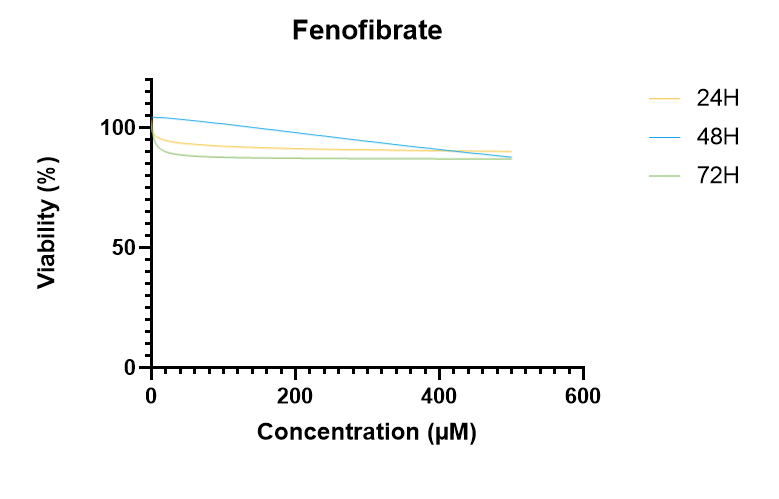 Fenofibrate
24H
48H
72H
Viability (%)
100
50
0
0 200 400 600
Concentration (µM)